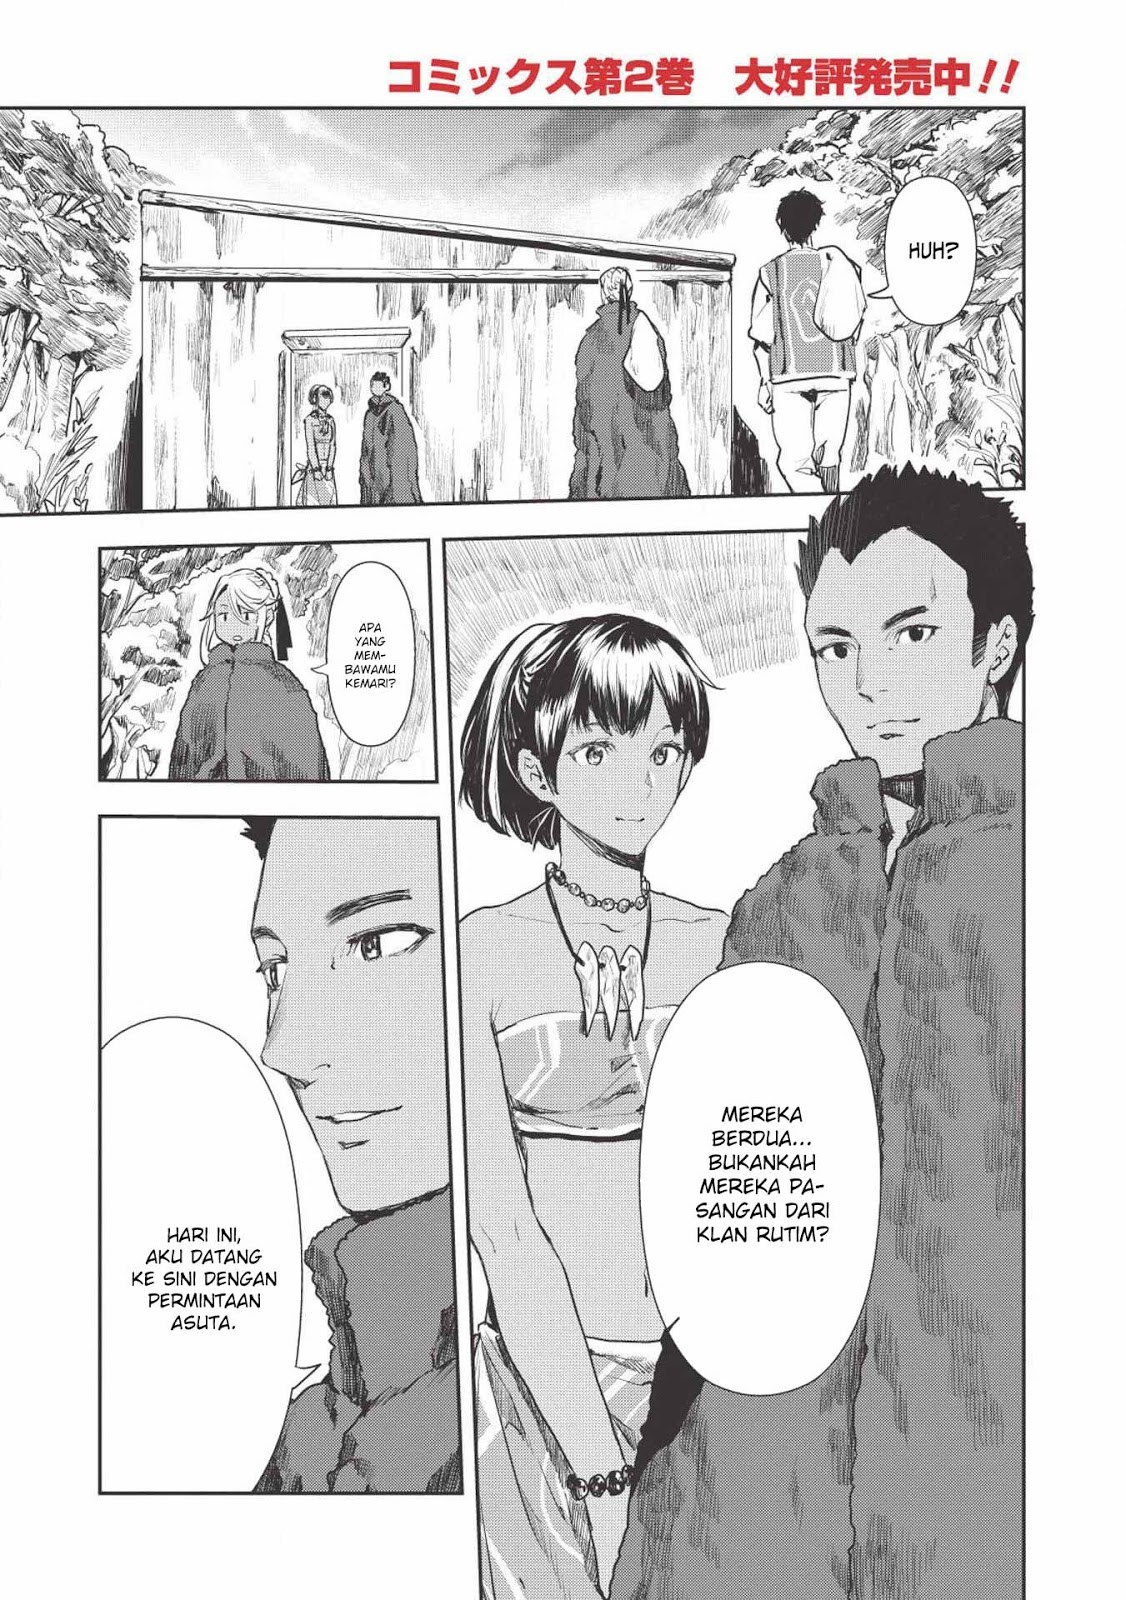 コミックス第2巻 大好評発売中!!
HUH?
MEREKA
BERDUA...
BUKANKAH
MEREKA PA-
SANGAN DARI
KLAN RUTIM?
APA
YANG
MEM-
BAWAMU
KEMARI?
HARI INI,
AKU DATANG
KE SINI DENGAN
PERMINTAAN
ASUTA.